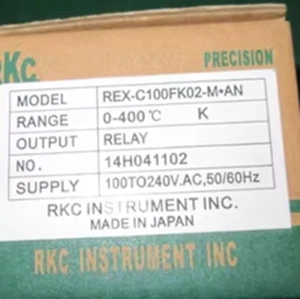 RKC
PRECISION
MODEL REX-C100FK02-M*AN
RANGE 0-400℃ K
OUTPUT RELAY
NO. 14H041102
SUPPLY 100TO240V.AC,50/60Hz
RKC INSTRUMENT INC.
MADE IN JAPAN
RKC INSTRUMENT INC